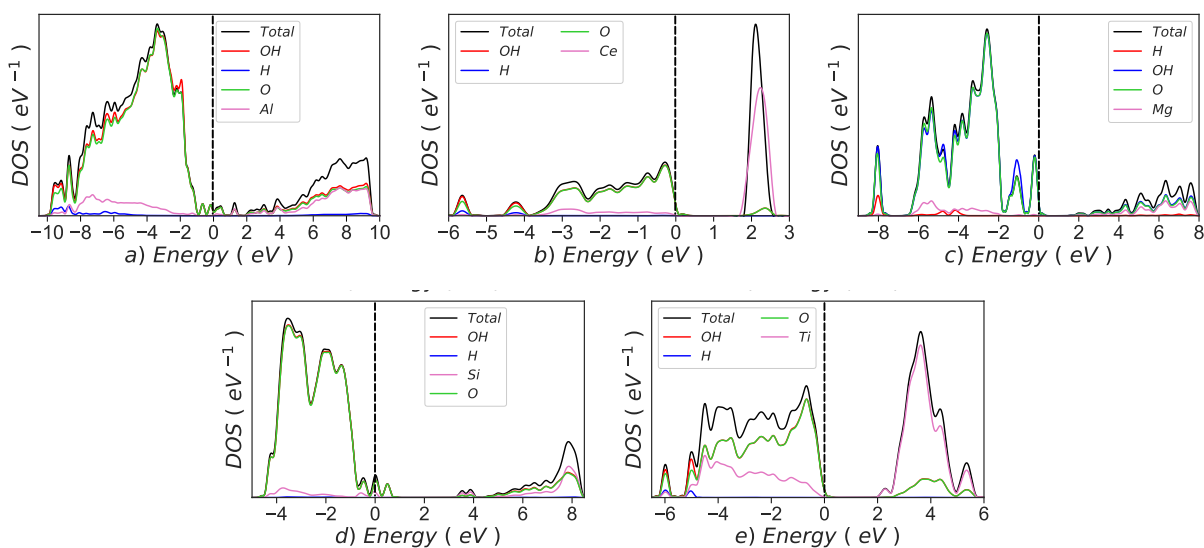 DOS ( eV⁻¹ )
Total
OH
H
O
Al
−10 −8 −6 −4 −2 0 2 4 6 8 10
a) Energy ( eV )
DOS ( eV⁻¹ )
Total
OH
H
O
Ce
−6 −5 −4 −3 −2 −1 0 1 2 3
b) Energy ( eV )
DOS ( eV⁻¹ )
Total
H
OH
O
Mg
−8 −6 −4 −2 0 2 4 6 8
c) Energy ( eV )
DOS ( eV⁻¹ )
Total
OH
H
Si
O
−4 −2 0 2 4 6 8
d) Energy ( eV )
DOS ( eV⁻¹ )
Total
OH
H
O
Ti
−6 −4 −2 0 2 4 6
e) Energy ( eV )